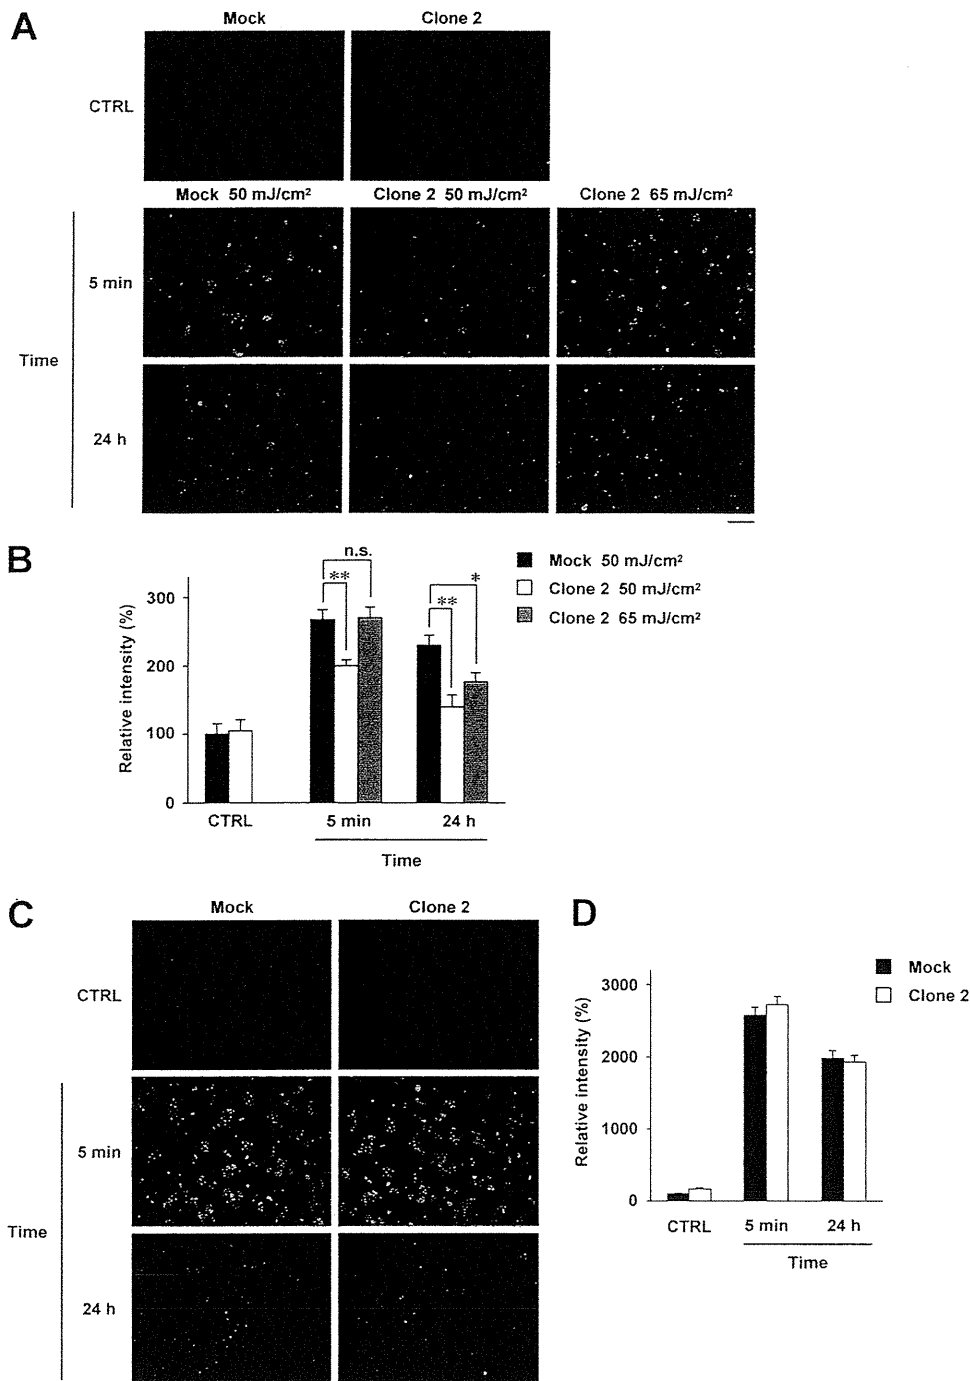 A
Mock Clone 2
CTRL
Mock 50 mJ/cm² Clone 2 50 mJ/cm² Clone 2 65 mJ/cm²
5 min
Time
24 h
B
n.s.
** **
*
Mock 50 mJ/cm²
Clone 2 50 mJ/cm²
Clone 2 65 mJ/cm²
Relative intensity (%)
300
200
100
0
CTRL 5 min 24 h
Time
C
Mock Clone 2
CTRL
5 min
Time
24 h
D
Mock
Clone 2
Relative intensity (%)
3000
2000
1000
0
CTRL 5 min 24 h
Time